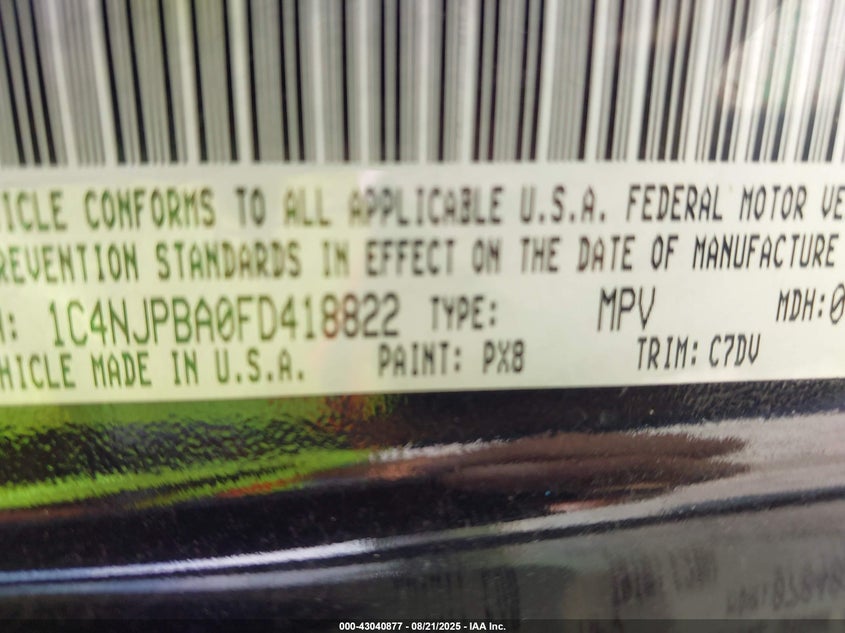 ICLE CONFORMS TO ALL APPLICABLE U.S.A. FEDERAL MOTOR VE
REVENTION STANDARDS IN EFFECT ON THE DATE OF MANUFACTURE
: 1C4NJPBA0FD418822 TYPE: MPV MDH:0
HICLE MADE IN U.S.A. PAINT: PX8 TRIM: C7DV
000-43040877 - 08/21/2025 - IAA Inc.